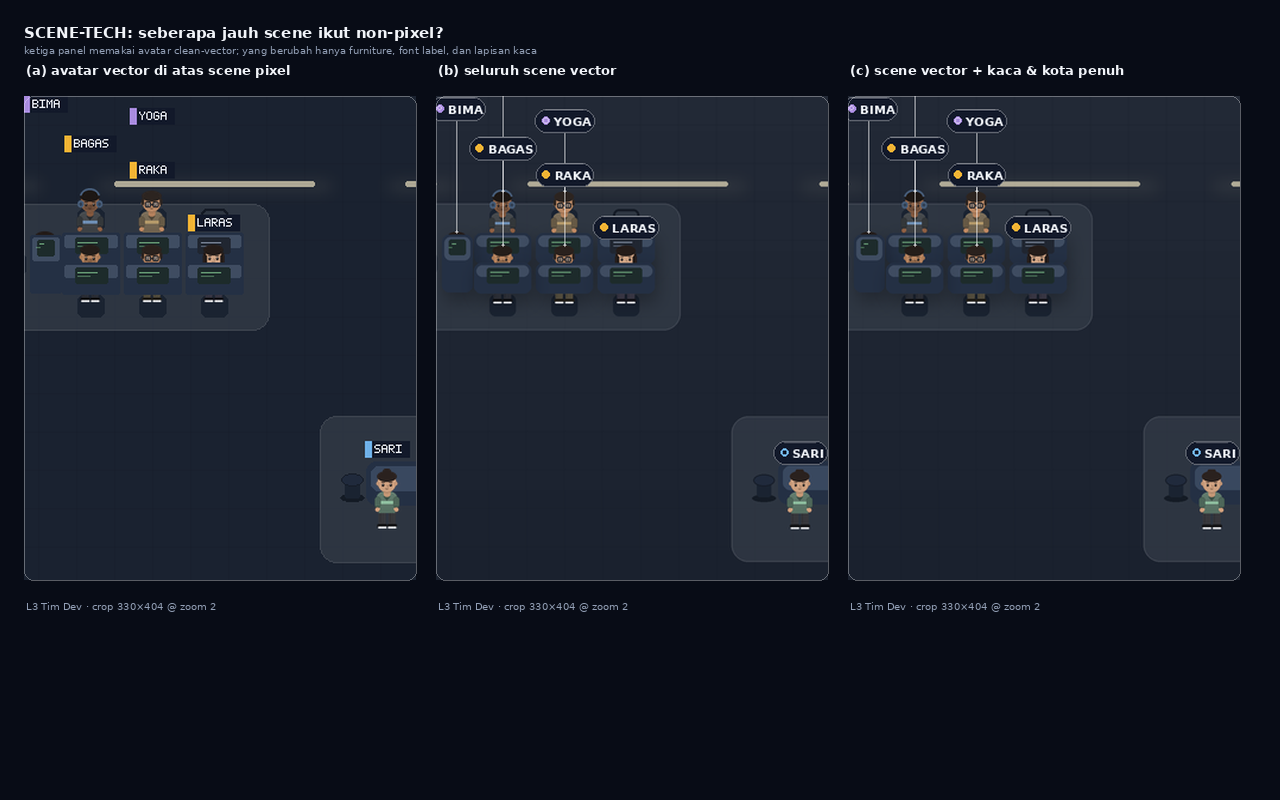 SCENE-TECH: seberapa jauh scene ikut non-pixel?
ketiga panel memakai avatar clean-vector; yang berubah hanya furniture, font label, dan lapisan kaca
(a) avatar vector di atas scene pixel
BIMA
YOGA
BAGAS
RAKA
LARAS
SARI
L3 Tim Dev · crop 330×404 @ zoom 2
(b) seluruh scene vector
BIMA
YOGA
BAGAS
RAKA
LARAS
SARI
L3 Tim Dev · crop 330×404 @ zoom 2
(c) scene vector + kaca & kota penuh
BIMA
YOGA
BAGAS
RAKA
LARAS
SARI
L3 Tim Dev · crop 330×404 @ zoom 2